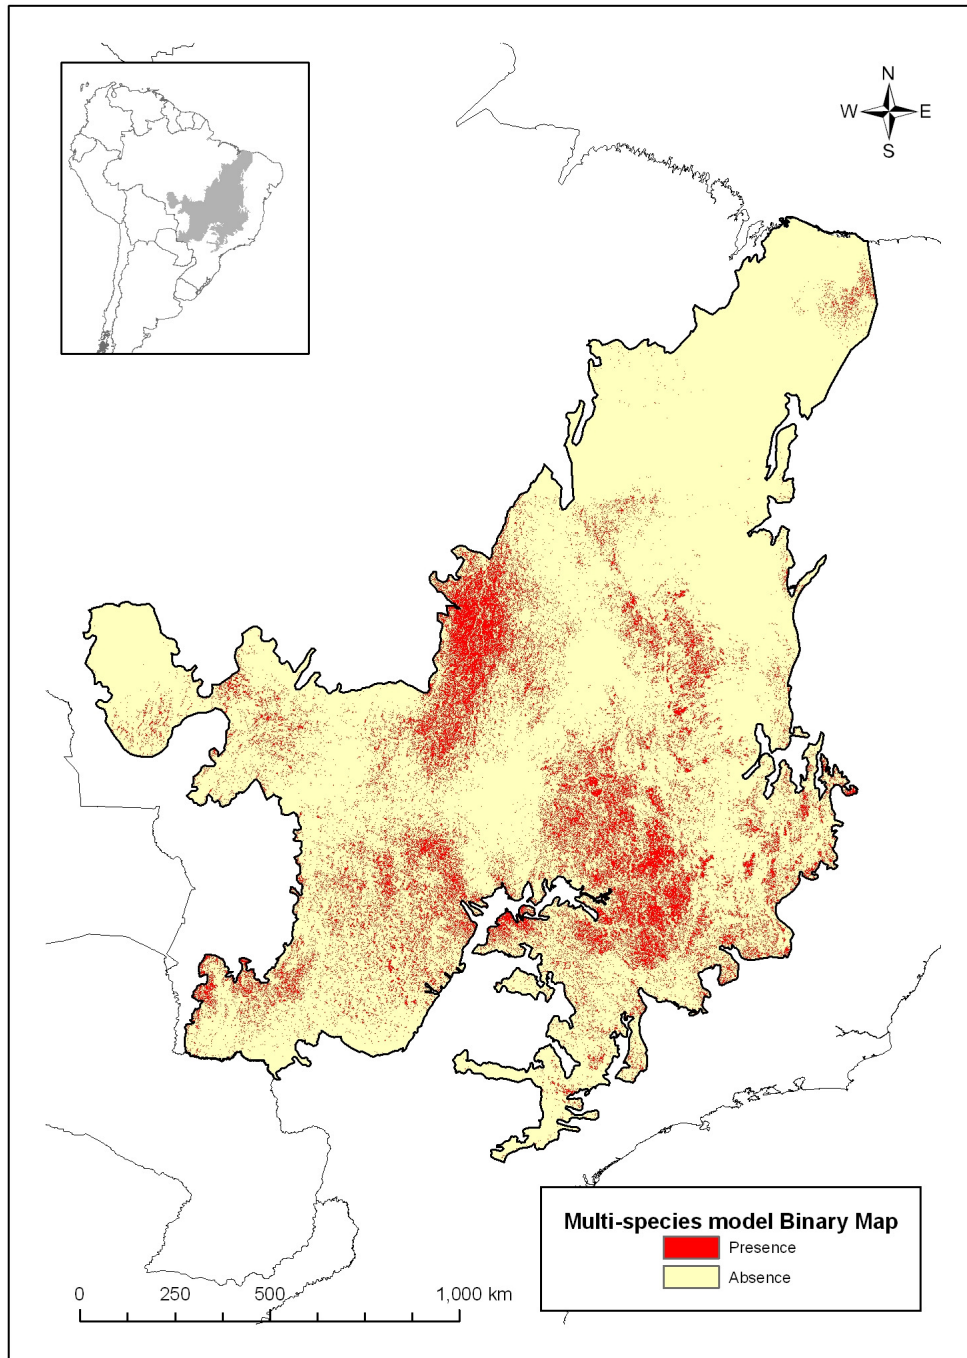 N
W E
S
Multi-species model Binary Map
Presence
Absence
0 250 500 1,000 km